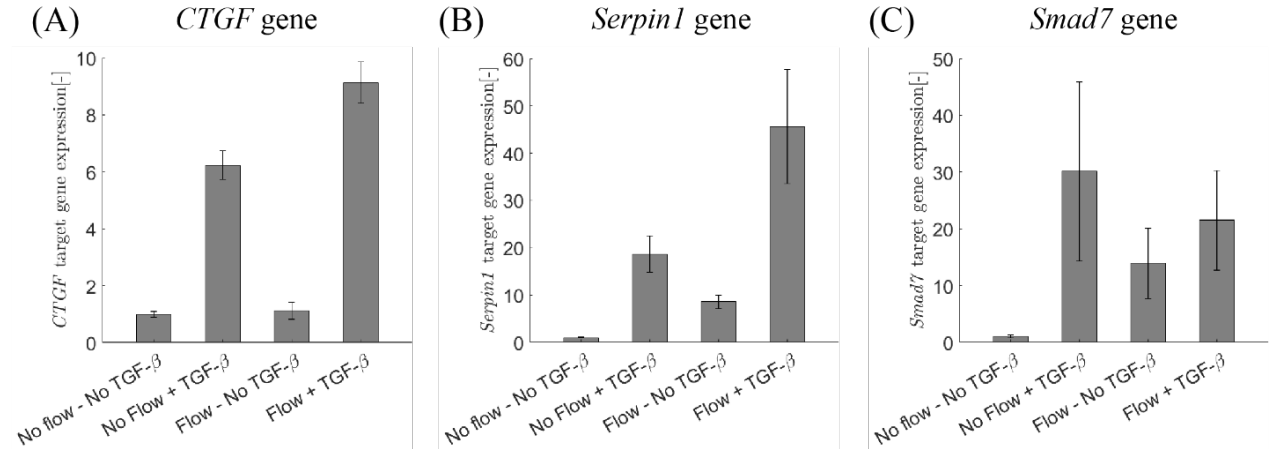 (A) CTGF gene
CTGF target gene expression[-]
10
8
6
4
2
0
No flow - No TGF-β
No Flow + TGF-β
Flow - No TGF-β
Flow + TGF-β
(B) Serpin1 gene
Serpin1 target gene expression[-]
60
50
40
30
20
10
0
No flow - No TGF-β
No Flow + TGF-β
Flow - No TGF-β
Flow + TGF-β
(C) Smad7 gene
Smad7 target gene expression[-]
50
40
30
20
10
0
No flow - No TGF-β
No Flow + TGF-β
Flow - No TGF-β
Flow + TGF-β